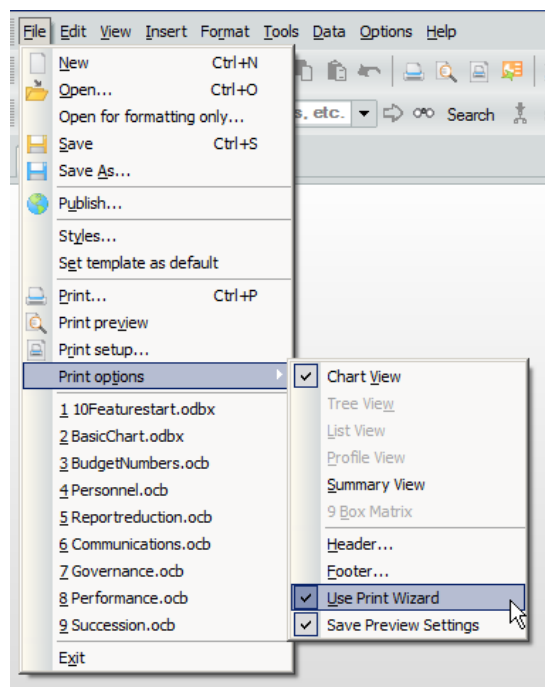 File Edit View Insert Format Tools Data Options Help
New Ctrl+N
Open... Ctrl+O
Open for formatting only...
s, etc. Search
Save Ctrl+S
Save As...
Publish...
Styles...
Set template as default
Print... Ctrl+P
Print preview
Print setup...
Print options
1 10Featurestart.odbx
2 BasicChart.odbx
3 BudgetNumbers.ocb
4 Personnel.ocb
5 Reportreduction.ocb
6 Communications.ocb
7 Governance.ocb
8 Performance.ocb
9 Succession.ocb
Exit
Chart View
Tree View
List View
Profile View
Summary View
9 Box Matrix
Header...
Footer...
Use Print Wizard
Save Preview Settings